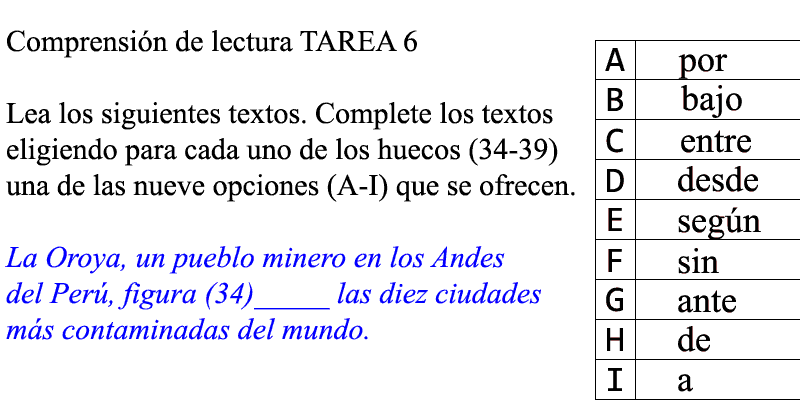 Comprensión de lectura TAREA 6
Lea los siguientes textos. Complete los textos
eligiendo para cada uno de los huecos (34-39)
una de las nueve opciones (A-I) que se ofrecen.
La Oroya, un pueblo minero en los Andes
del Perú, figura (34)_____ las diez ciudades
más contaminadas del mundo.
A por
B bajo
C entre
D desde
E según
F sin
G ante
H de
I a